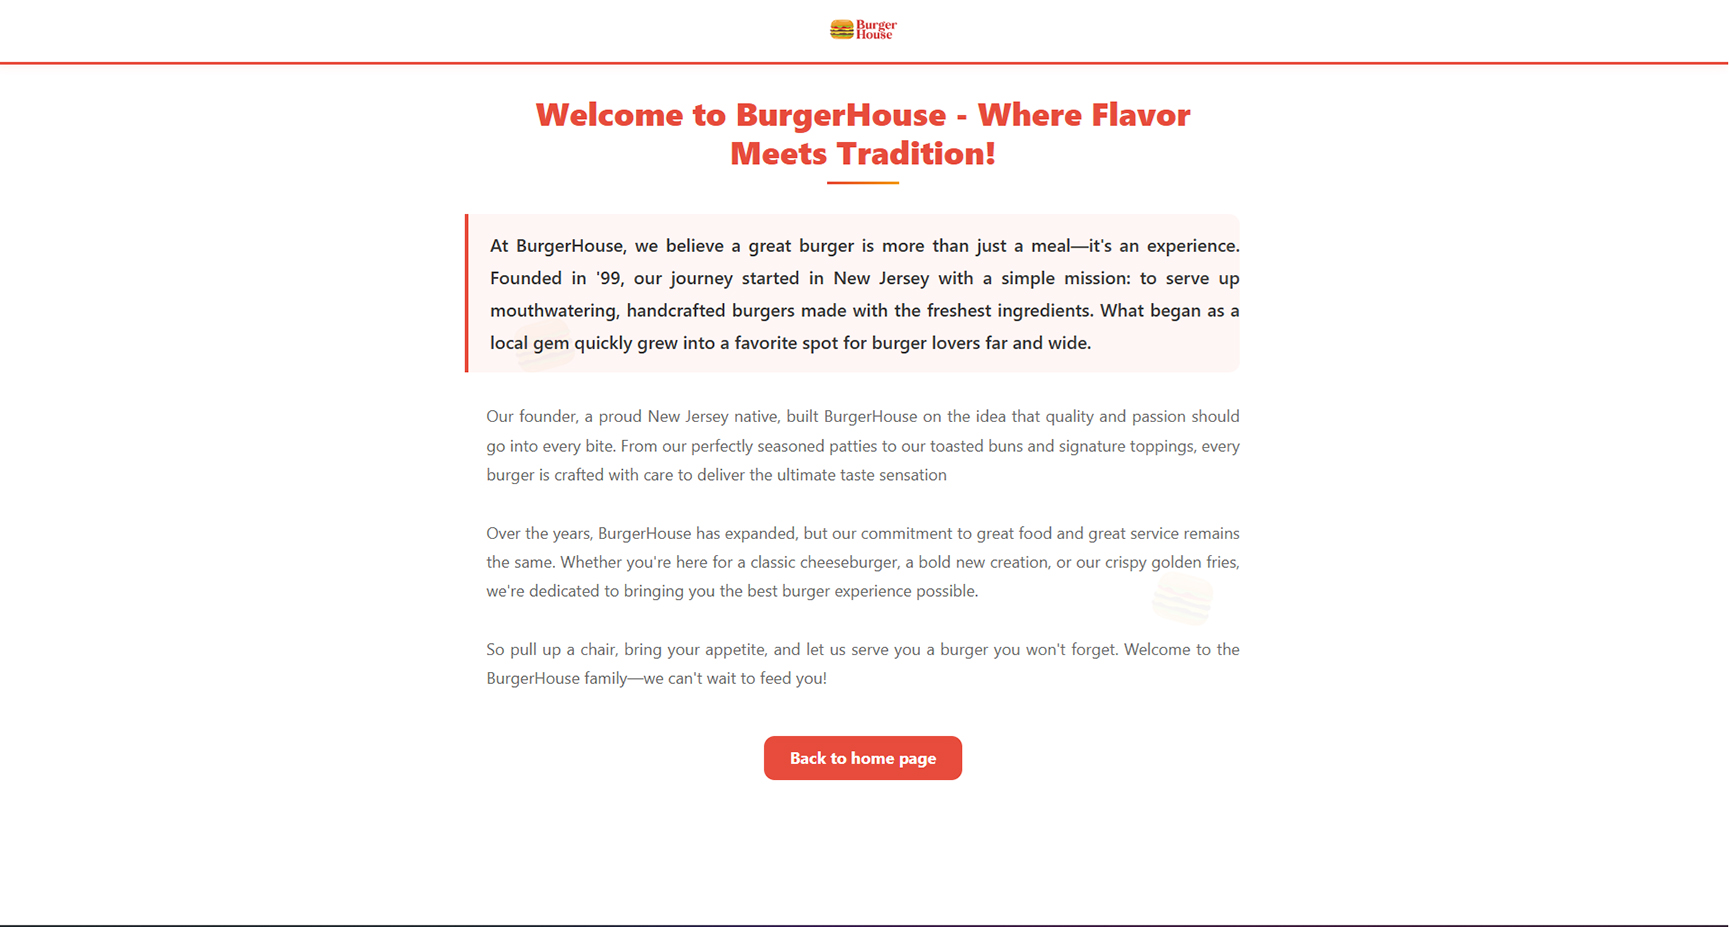 Burger
House
Welcome to BurgerHouse - Where Flavor
Meets Tradition!
At BurgerHouse, we believe a great burger is more than just a meal—it's an experience.
Founded in '99, our journey started in New Jersey with a simple mission: to serve up
mouthwatering, handcrafted burgers made with the freshest ingredients. What began as a
local gem quickly grew into a favorite spot for burger lovers far and wide.
Our founder, a proud New Jersey native, built BurgerHouse on the idea that quality and passion should
go into every bite. From our perfectly seasoned patties to our toasted buns and signature toppings, every
burger is crafted with care to deliver the ultimate taste sensation
Over the years, BurgerHouse has expanded, but our commitment to great food and great service remains
the same. Whether you're here for a classic cheeseburger, a bold new creation, or our crispy golden fries,
we're dedicated to bringing you the best burger experience possible.
So pull up a chair, bring your appetite, and let us serve you a burger you won't forget. Welcome to the
BurgerHouse family—we can't wait to feed you!
Back to home page